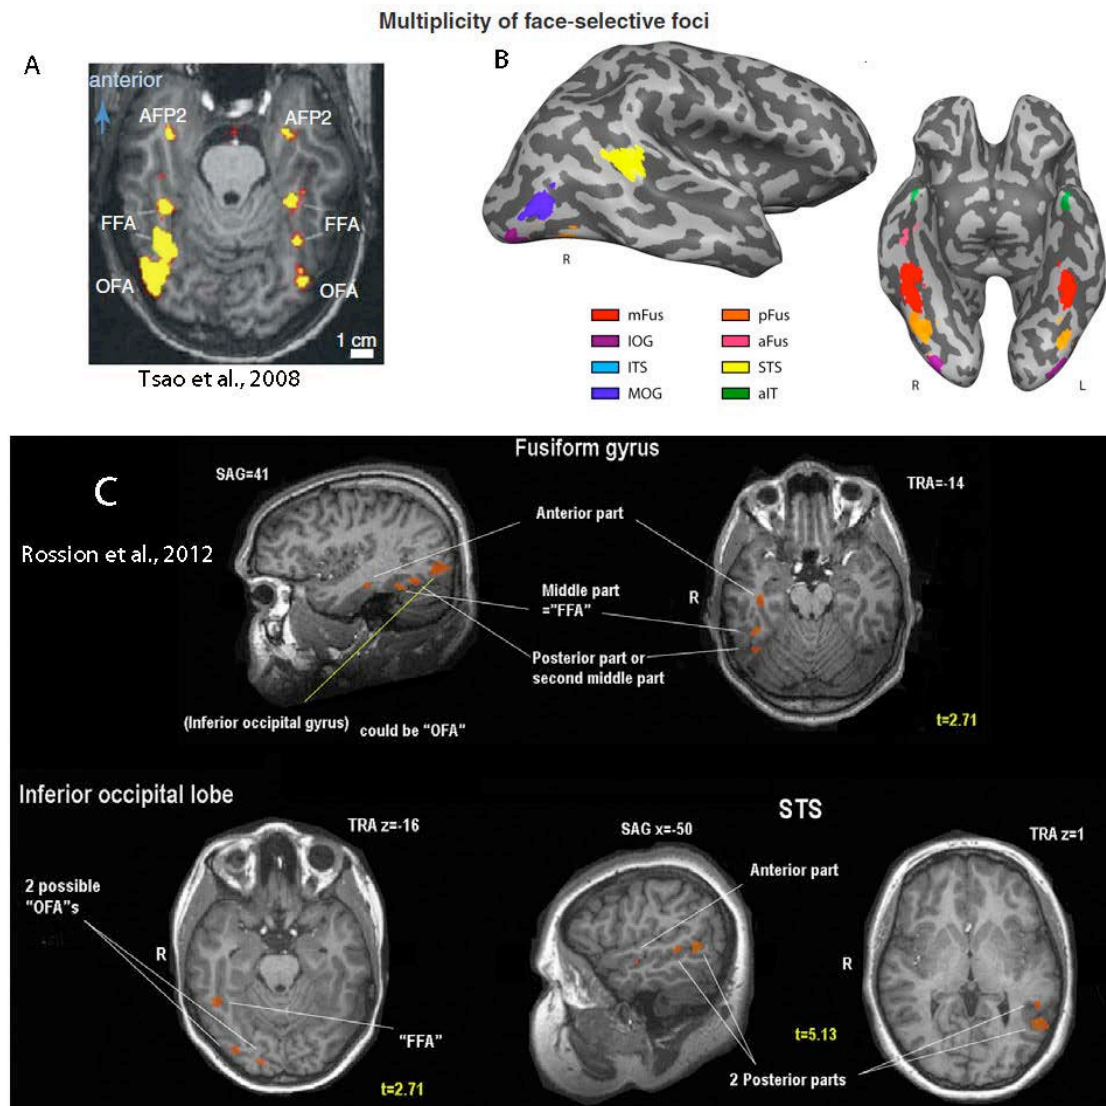 Multiplicity of face-selective foci
A
anterior
AFP2
AFP2
FFA
FFA
OFA
OFA
1 cm
Tsao et al., 2008
B
R
R
L
mFus
pFus
IOG
aFus
ITS
STS
MOG
aIT
C
Rossion et al., 2012
Fusiform gyrus
SAG=41
TRA=-14
Anterior part
Middle part
="FFA"
R
Posterior part or
second middle part
(Inferior occipital gyrus)
could be "OFA"
t=2.71
Inferior occipital lobe
TRA z=-16
2 possible
"OFA"s
R
"FFA"
t=2.71
STS
SAG x=-50
TRA z=1
Anterior part
R
t=5.13
2 Posterior parts